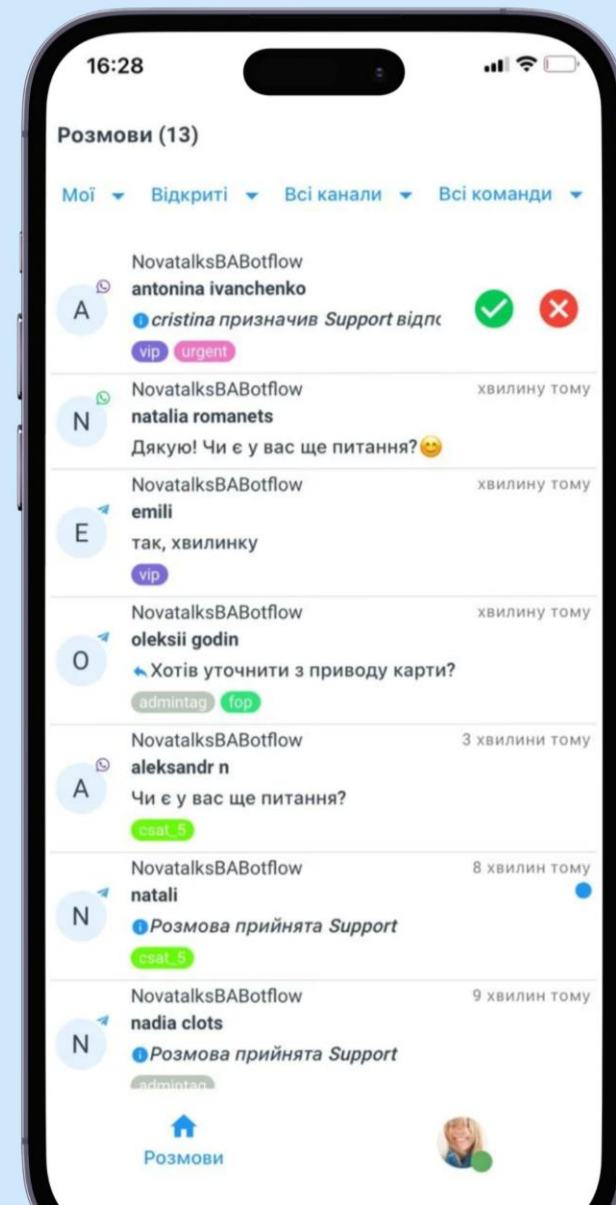 16:28
Розмови (13)
Мої Відкриті Всі канали Всі команди
NovatalksBABotflow
A
antonina ivanchenko
cristina призначив Support відпо
vip urgent
NovatalksBABotflow хвилину тому
N
natalia romanets
Дякую! Чи є у вас ще питання?😊
NovatalksBABotflow хвилину тому
emili
E
так, хвилинку
vip
NovatalksBABotflow хвилину тому
oleksii godin
O
Хотів уточнити з приводу карти?
admintag fop
NovatalksBABotflow 3 хвилини тому
aleksandr n
A
Чи є у вас ще питання?
csat_5
NovatalksBABotflow 8 хвилин тому
natali
N
Розмова прийнята Support
csat_5
NovatalksBABotflow 9 хвилин тому
nadia clots
N
Розмова прийнята Support
admintag
Розмови